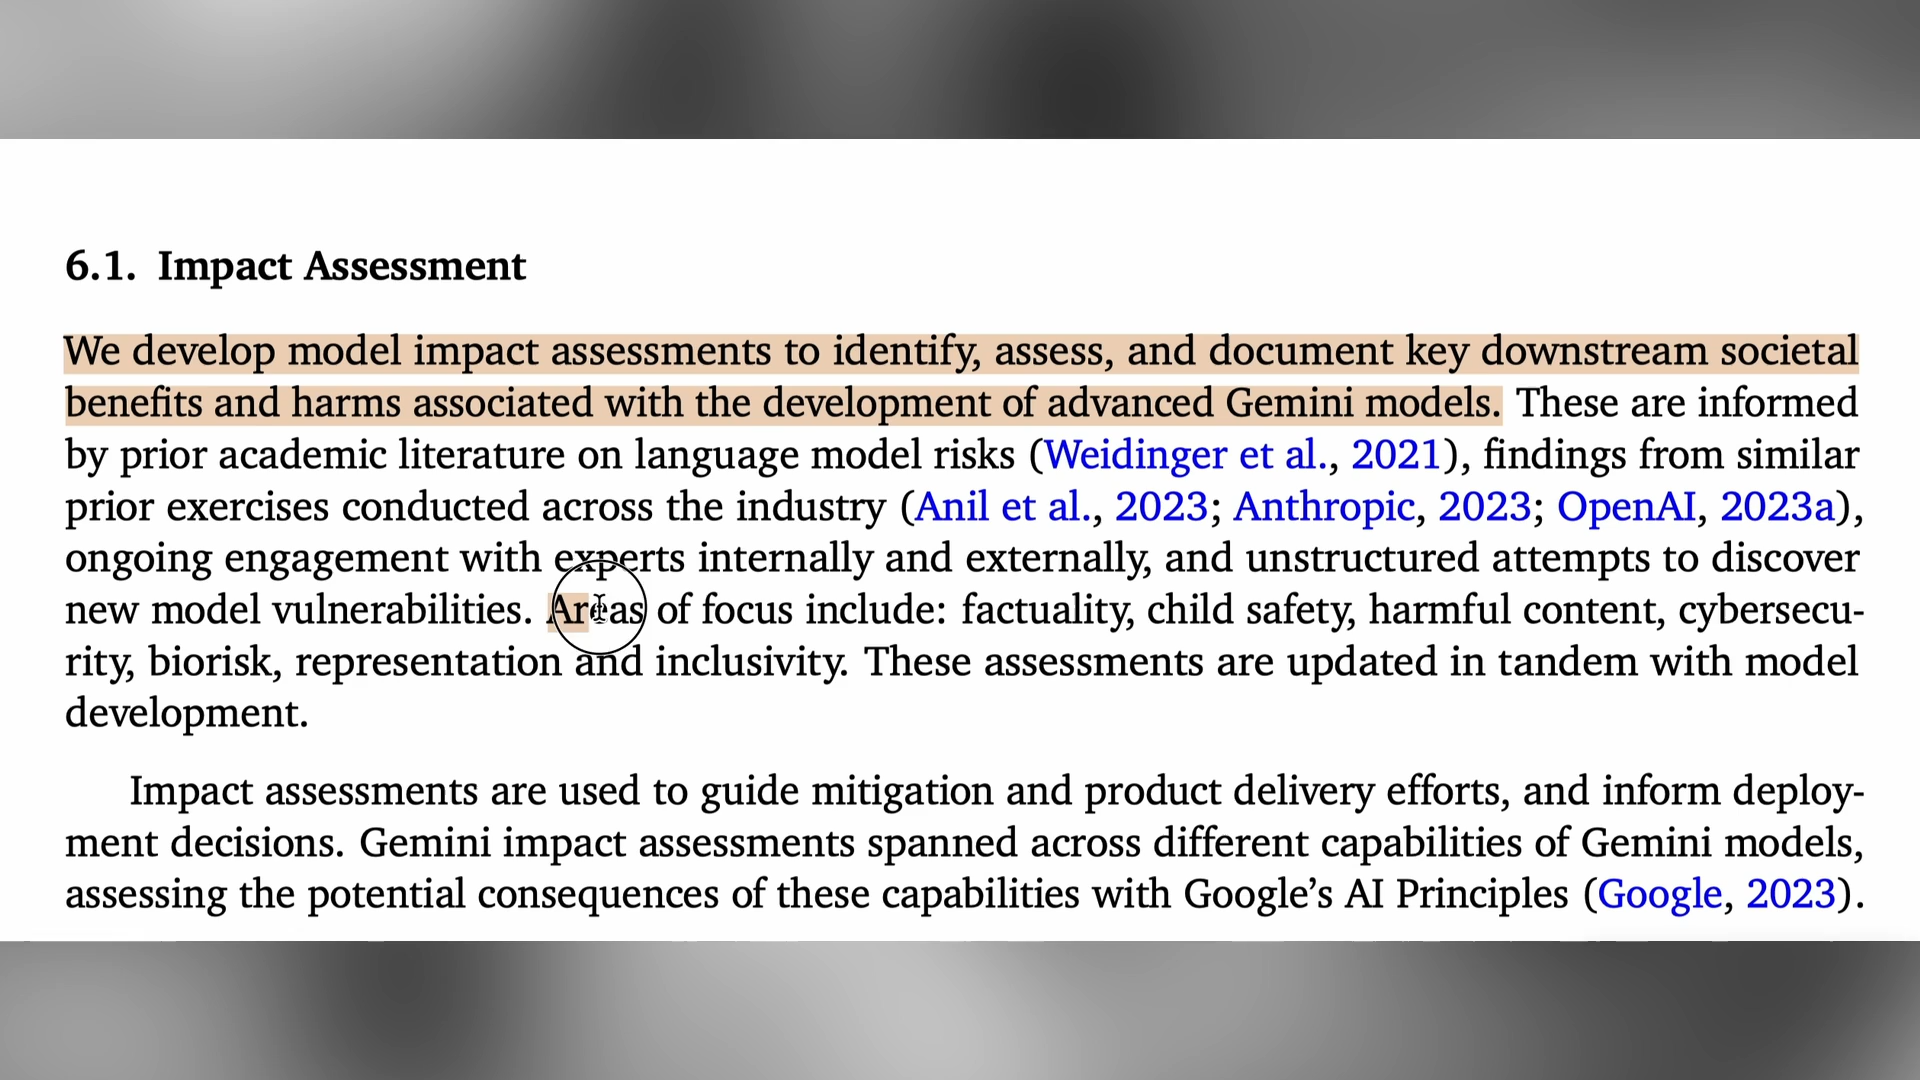 6.1. Impact Assessment
We develop model impact assessments to identify, assess, and document key downstream societal
benefits and harms associated with the development of advanced Gemini models. These are informed
by prior academic literature on language model risks (Weidinger et al., 2021), findings from similar
prior exercises conducted across the industry (Anil et al., 2023; Anthropic, 2023; OpenAI, 2023a),
ongoing engagement with experts internally and externally, and unstructured attempts to discover
new model vulnerabilities. Areas of focus include: factuality, child safety, harmful content, cybersecu-
rity, biorisk, representation and inclusivity. These assessments are updated in tandem with model
development.
Impact assessments are used to guide mitigation and product delivery efforts, and inform deploy-
ment decisions. Gemini impact assessments spanned across different capabilities of Gemini models,
assessing the potential consequences of these capabilities with Google’s AI Principles (Google, 2023).